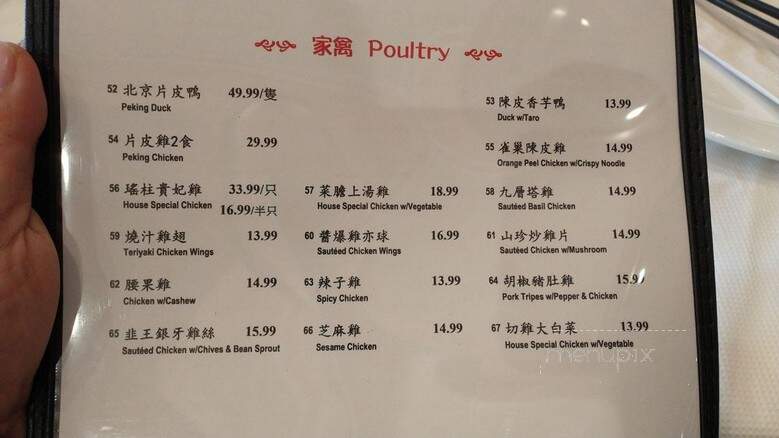 家禽 Poultry
52 北京片皮鴨 49.99/隻
Peking Duck
53 陳皮香芋鴨 13.99
Duck w/Taro
54 片皮雞2食 29.99
Peking Chicken
55 雀巢陳皮雞 14.99
Orange Peel Chicken w/Crispy Noodle
56 瑤柱貴妃雞 33.99/只
House Special Chicken 16.99/半只
57 菜膽上湯雞 18.99
House Special Chicken w/Vegetable
58 九層塔雞 14.99
Sautéed Basil Chicken
59 燒汁雞翅 13.99
Teriyaki Chicken Wings
60 醬爆雞亦球 16.99
Sautéed Chicken Wings
61 山珍炒雞片 14.99
Sautéed Chicken w/Mushroom
62 腰果雞 14.99
Chicken w/Cashew
63 辣子雞 13.99
Spicy Chicken
64 胡椒豬肚雞 15.9
Pork Tripes w/Pepper & Chicken
65 韭王銀牙雞絲 15.99
Sautéed Chicken w/Chives & Bean Sprout
66 芝麻雞 14.99
Sesame Chicken
67 切雞大白菜 13.99
House Special Chicken w/Vegetable
menupix